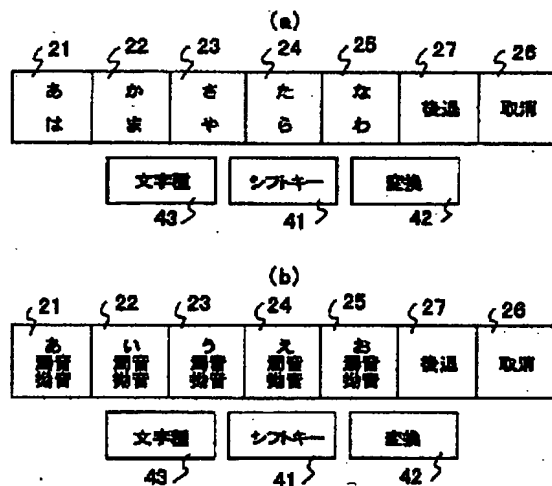 (a)
21 22 23 24 25 27 26
あ か さ た な 後退 取消
は ま や ら わ
文字種 シフトキー 変換
43 41 42
(b)
21 22 23 24 25 27 26
あ い う え お 後退 取消
濁音 濁音 濁音 濁音 濁音
拗音 拗音 拗音 拗音 拗音
文字種 シフトキー 変換
43 41 42